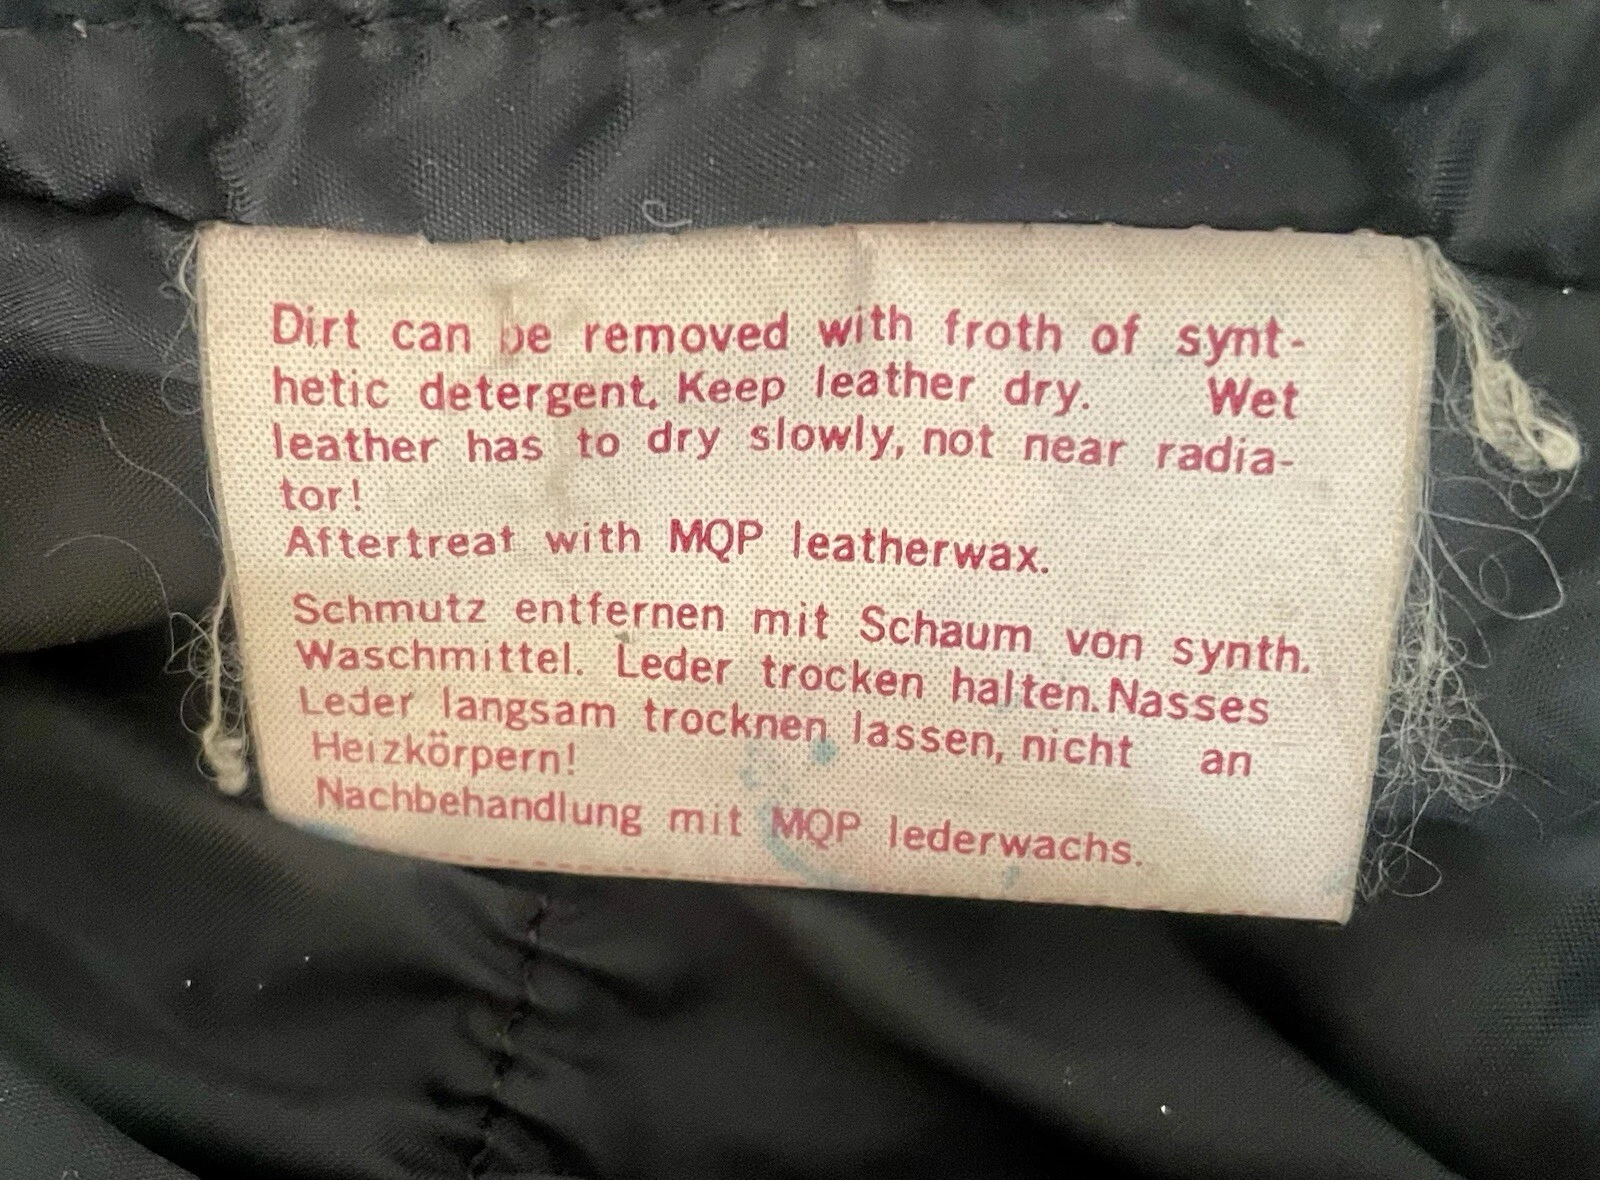 Dirt can be removed with froth of synt-
hetic detergent. Keep leather dry. Wet
leather has to dry slowly, not near radia-
tor!
Aftertreat with MQP leatherwax.
Schmutz entfernen mit Schaum von synth.
Waschmittel. Leder trocken halten. Nasses
Leder langsam trocknen lassen, nicht an
Heizkörpern!
Nachbehandlung mit MQP lederwachs.